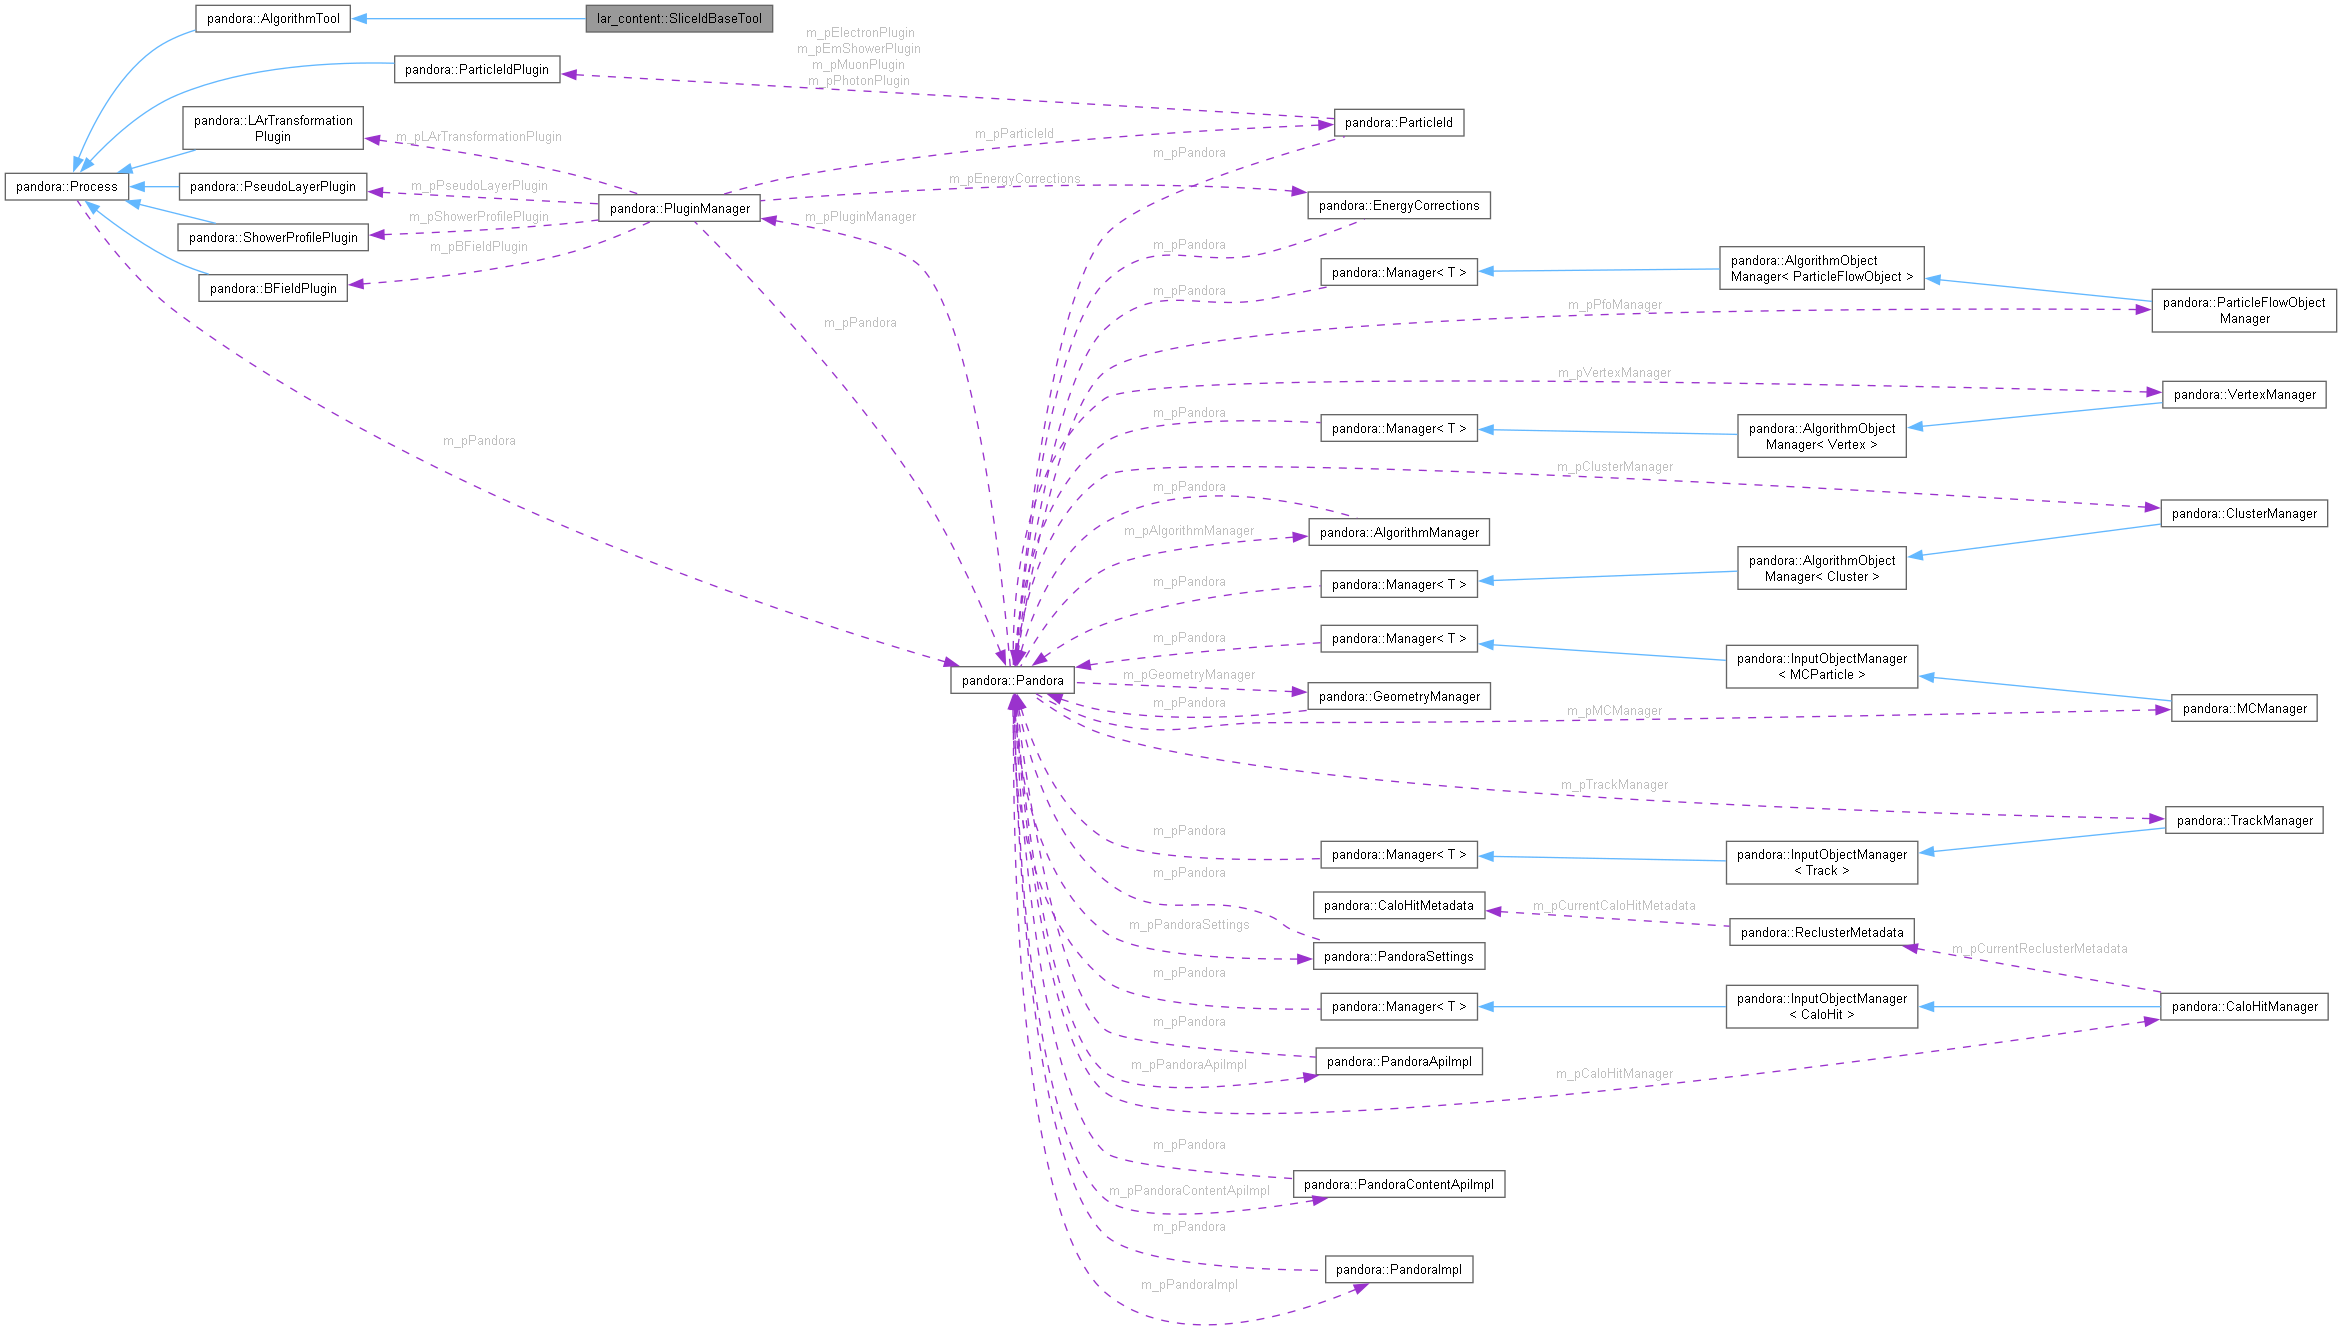 pandora::AlgorithmTool
lar_content::SliceIdBaseTool
m_pElectronPlugin
m_pEmShowerPlugin
m_pMuonPlugin
m_pPhotonPlugin
pandora::ParticleIdPlugin
pandora::LArTransformation
Plugin
m_pLArTransformationPlugin
m_pParticleId
pandora::ParticleId
m_pPandora
pandora::Process
pandora::PseudoLayerPlugin
m_pPseudoLayerPlugin
m_pEnergyCorrections
pandora::PluginManager
pandora::EnergyCorrections
m_pShowerProfilePlugin
m_pPluginManager
pandora::ShowerProfilePlugin
m_pBFieldPlugin
m_pPandora
pandora::BFieldPlugin
pandora::Manager< T >
pandora::AlgorithmObject
Manager< ParticleFlowObject >
m_pPandora
m_pPfoManager
pandora::ParticleFlowObject
Manager
m_pPandora
m_pVertexManager
pandora::VertexManager
m_pPandora
pandora::Manager< T >
pandora::AlgorithmObject
Manager< Vertex >
m_pPandora
m_pClusterManager
m_pPandora
pandora::ClusterManager
m_pAlgorithmManager
pandora::AlgorithmManager
pandora::AlgorithmObject
Manager< Cluster >
m_pPandora
pandora::Manager< T >
m_pPandora
pandora::Manager< T >
pandora::InputObjectManager
< MCParticle >
pandora::Pandora
m_pGeometryManager
pandora::GeometryManager
m_pPandora
m_pMCManager
pandora::MCManager
m_pTrackManager
pandora::TrackManager
m_pPandora
pandora::Manager< T >
pandora::InputObjectManager
< Track >
m_pPandora
pandora::CaloHitMetadata
m_pCurrentCaloHitMetadata
pandora::ReclusterMetadata
m_pPandoraSettings
m_pCurrentReclusterMetadata
pandora::PandoraSettings
m_pPandora
pandora::Manager< T >
pandora::InputObjectManager
< CaloHit >
pandora::CaloHitManager
m_pPandora
m_pPandoraApiImpl
pandora::PandoraApiImpl
m_pCaloHitManager
m_pPandora
m_pPandoraContentApiImpl
pandora::PandoraContentApiImpl
m_pPandora
pandora::PandoraImpl
m_pPandoraImpl